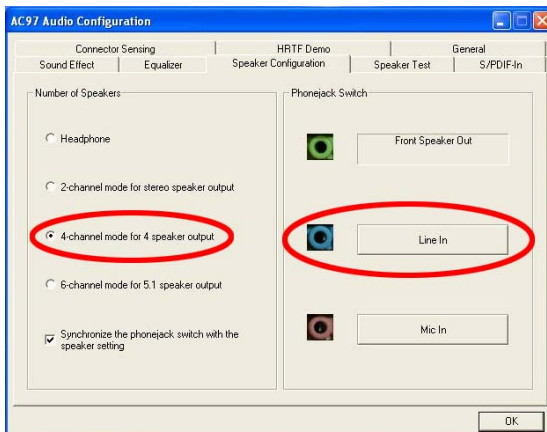 AC97 Audio Configuration
Connector Sensing HRTF Demo General
Sound Effect Equalizer Speaker Configuration Speaker Test S/PDIF-In
Number of Speakers
Headphone
2-channel mode for stereo speaker output
4-channel mode for 4 speaker output
6-channel mode for 5.1 speaker output
Synchronize the phonejack switch with the
speaker setting
Phonejack Switch
Front Speaker Out
Line In
Mic In
OK